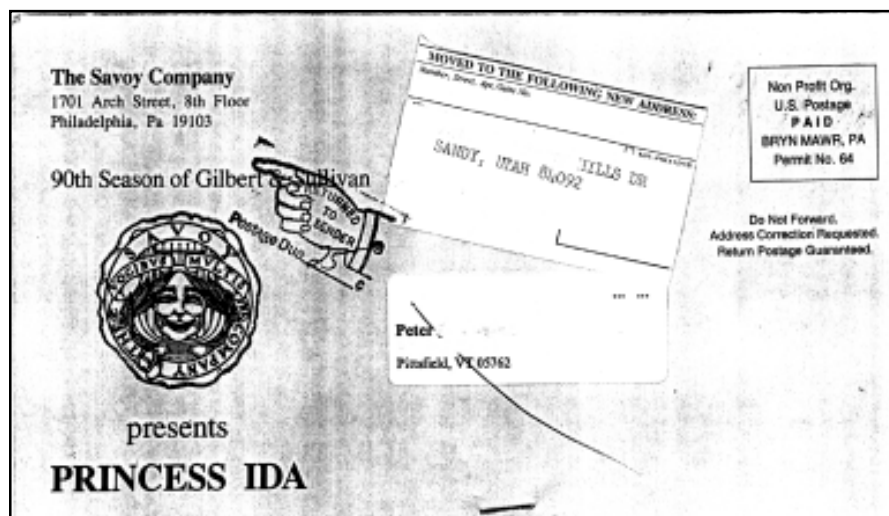 The Savoy Company
1701 Arch Street, 8th Floor
Philadelphia, Pa 19103
90th Season of Gilbert & Sullivan
presents
PRINCESS IDA
RETURNED
TO
SENDER
Postage Due
MOVED TO THE FOLLOWING NEW ADDRESS:
HILLS DR
SANDY, UTAH 84092
Peter
Pittsfield, VT 05762
Non Profit Org.
U.S. Postage
PAID
BRYN MAWR, PA
Permit No. 64
Do Not Forward.
Address Correction Requested.
Return Postage Guaranteed.